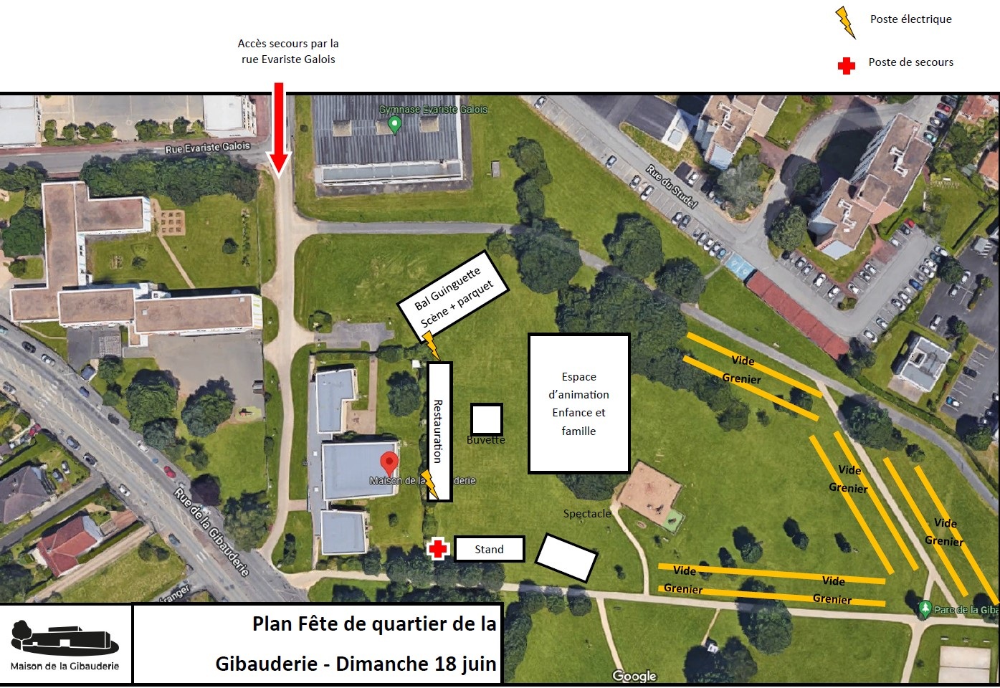 Poste électrique
Accès secours par la
rue Evariste Galois
Poste de secours
Gymnase Evariste Galois
Rue Evariste Galois
Rue du Studel
Bal Guinguette
Scène + parquet
Vide
Grenier
Espace
d'animation
Enfance et
famille
Restauration
Buvette
Maison de la
derie
Vide
Grenier
Rue de la Gibauderie
Spectacle
Vide
Grenier
Stand
Vide
Grenier
Vide
Grenier
Parc de la Giba
Plan Fête de quartier de la
Gibauderie - Dimanche 18 juin
Maison de la Gibauderie
Google